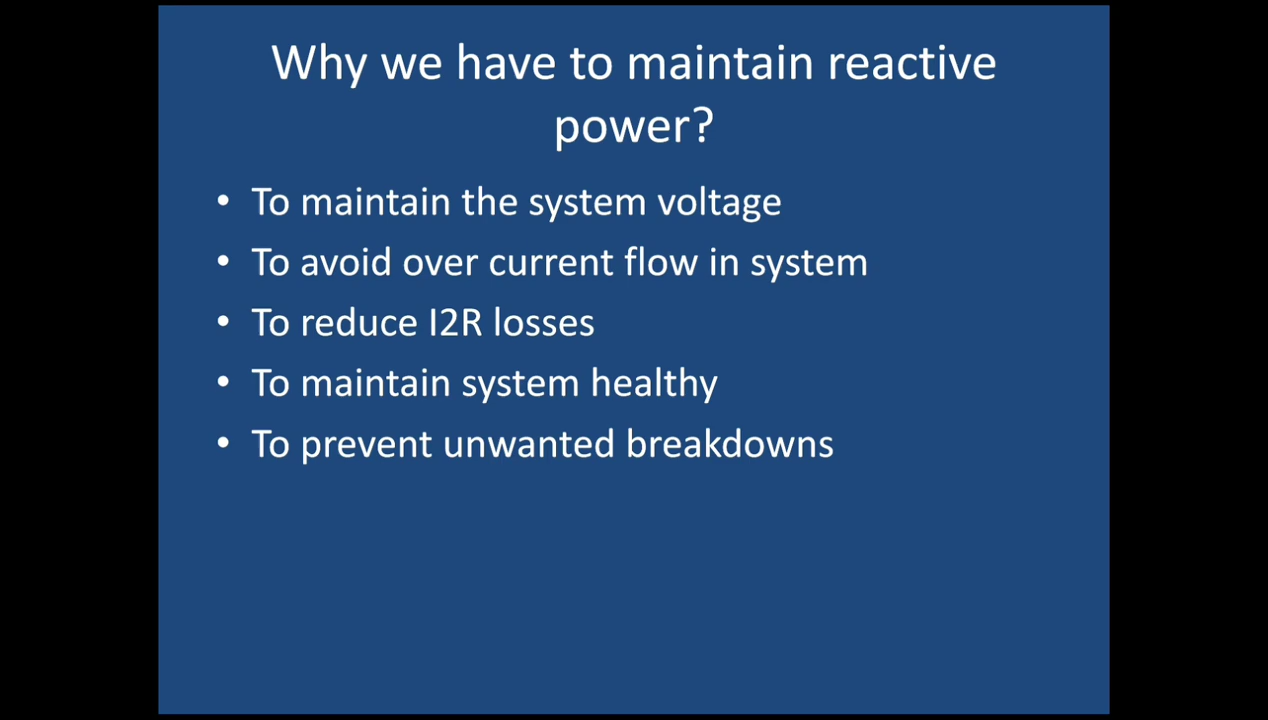 Why we have to maintain reactive
power?
• To maintain the system voltage
• To avoid over current flow in system
• To reduce I2R losses
• To maintain system healthy
• To prevent unwanted breakdowns